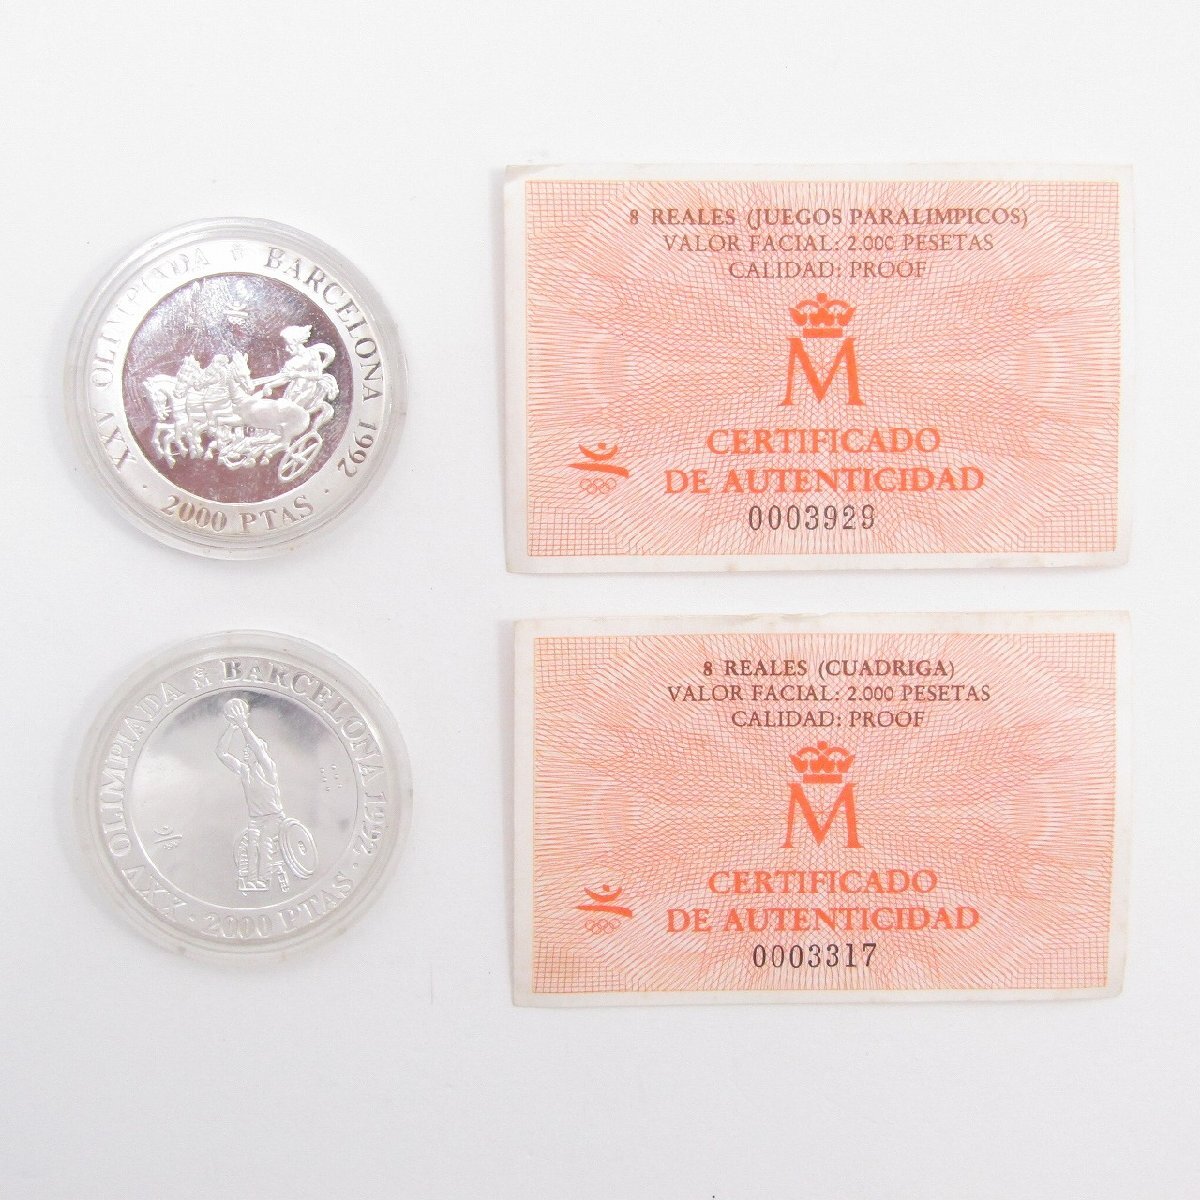 XXV OLIMPIADA M BARCELONA 1992
· 2000 PTAS ·
8 REALES (JUEGOS PARALIMPICOS)
VALOR FACIAL: 2.000 PESETAS
CALIDAD: PROOF
M
CERTIFICADO
DE AUTENTICIDAD
0003929
XXV OLIMPIADA M BARCELONA 1992
· 2000 PTAS ·
8 REALES (CUADRIGA)
VALOR FACIAL: 2.000 PESETAS
CALIDAD: PROOF
M
CERTIFICADO
DE AUTENTICIDAD
0003317